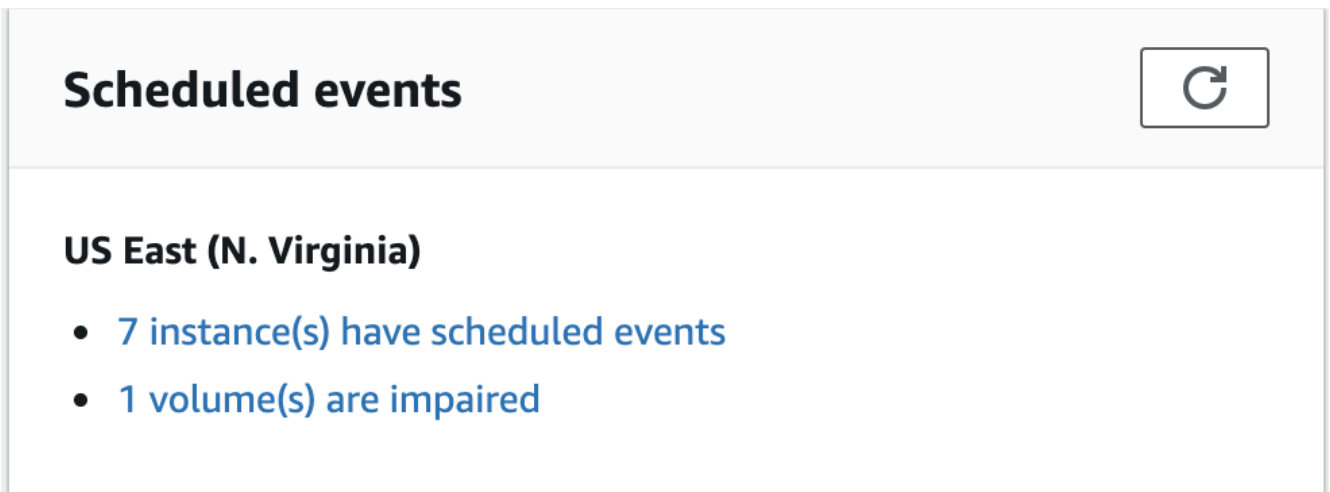 Scheduled events
US East (N. Virginia)
7 instance(s) have scheduled events
1 volume(s) are impaired